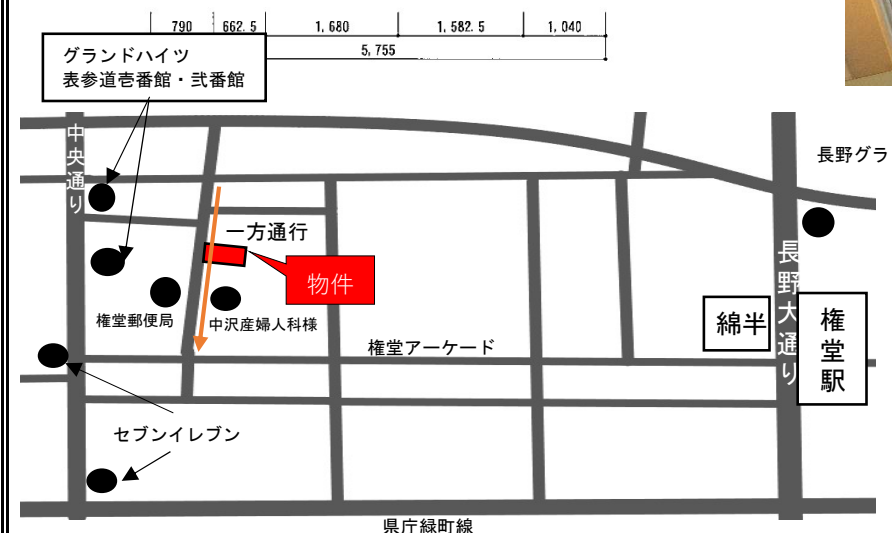 790 662.5 1,680 1,582.5 1,040
5,755
グランドハイツ
表参道壱番館・弐番館
中央通り
長野グラ
一方通行
物件
長野大通り
綿半
権堂駅
権堂郵便局
中沢産婦人科様
権堂アーケード
セブンイレブン
県庁緑町線